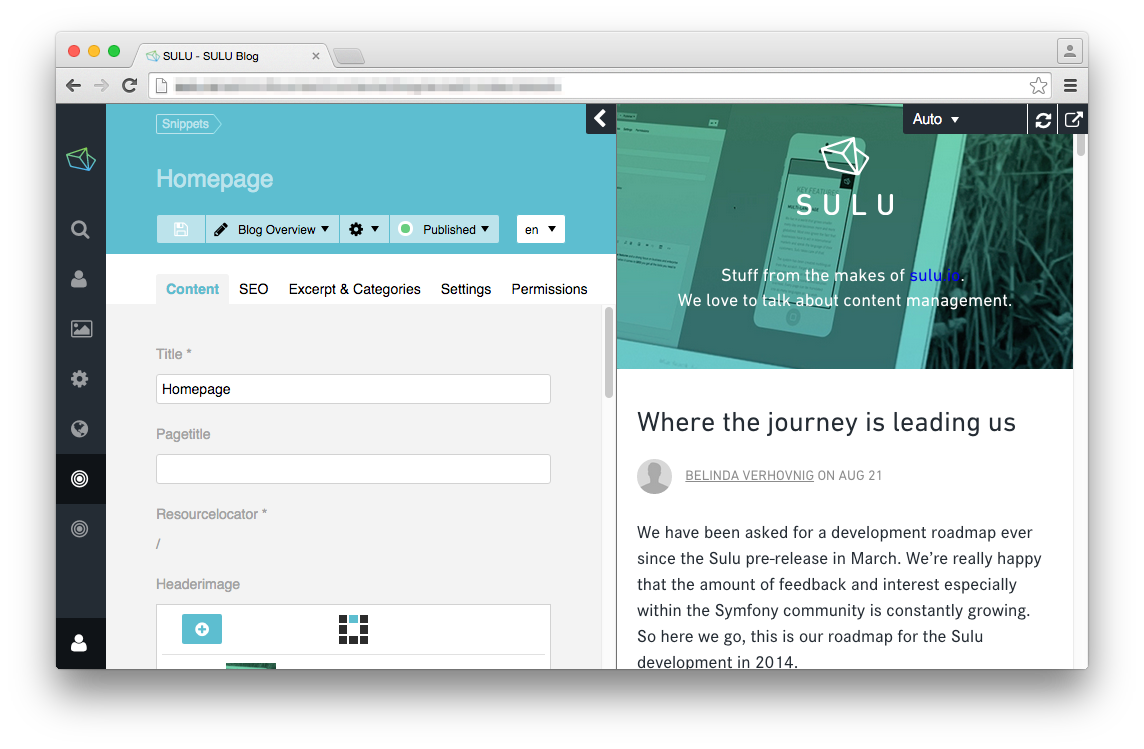 SULU - SULU Blog
Snippets
Homepage
Blog Overview
Published
en
Content
SEO
Excerpt & Categories
Settings
Permissions
Title *
Homepage
Pagetitle
Resourcelocator *
/
Headerimage
Auto
KEY FEATURES
SULU
Stuff from the makes of sulu.io.
We love to talk about content management.
Where the journey is leading us
BELINDA VERHOVNIG ON AUG 21
We have been asked for a development roadmap ever
since the Sulu pre-release in March. We’re really happy
that the amount of feedback and interest especially
within the Symfony community is constantly growing.
So here we go, this is our roadmap for the Sulu
development in 2014.